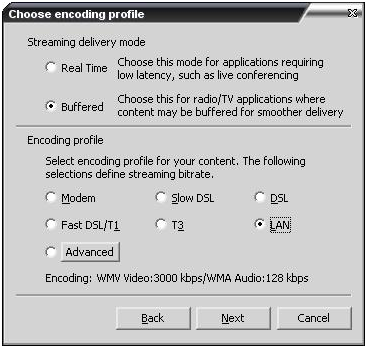 Choose encoding profile
Streaming delivery mode
Real Time
Choose this mode for applications requiring
low latency, such as live conferencing
Buffered
Choose this for radio/TV applications where
content may be buffered for smoother delivery
Encoding profile
Select encoding profile for your content. The following
selections define streaming bitrate.
Modem
Slow DSL
DSL
Fast DSL/T1
T3
LAN
Advanced
Encoding: WMV Video:3000 kbps/WMA Audio:128 kbps
Back
Next
Cancel